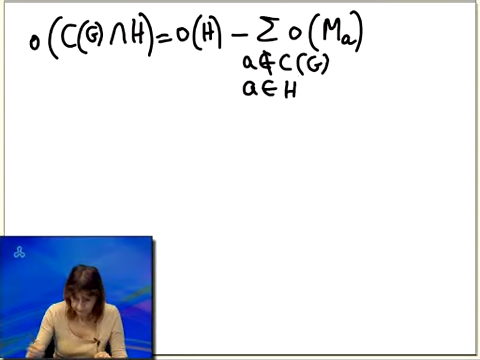 o(C(G)∩H)=o(H) − Σ o(Ma)
a∉C(G)
a∈H